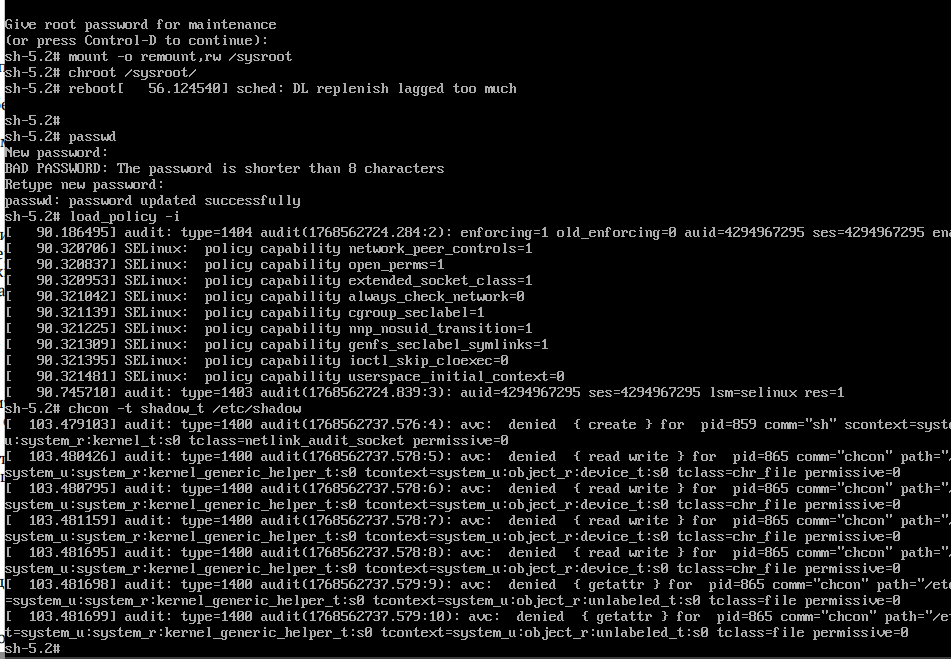 Give root password for maintenance
(or press Control-D to continue):
sh-5.2# mount -o remount,rw /sysroot
sh-5.2# chroot /sysroot/
sh-5.2# reboot[   56.124540] sched: DL replenish lagged too much
sh-5.2#
sh-5.2# passwd
New password:
BAD PASSWORD: The password is shorter than 8 characters
Retype new password:
passwd: password updated successfully
sh-5.2# load_policy -i
[   90.186495] audit: type=1404 audit(1768562724.284:2): enforcing=1 old_enforcing=0 auid=4294967295 ses=4294967295 ena
[   90.320706] SELinux:  policy capability network_peer_controls=1
[   90.320837] SELinux:  policy capability open_perms=1
[   90.320953] SELinux:  policy capability extended_socket_class=1
[   90.321042] SELinux:  policy capability always_check_network=0
[   90.321139] SELinux:  policy capability cgroup_seclabel=1
[   90.321225] SELinux:  policy capability nnp_nosuid_transition=1
[   90.321309] SELinux:  policy capability genfs_seclabel_symlinks=1
[   90.321395] SELinux:  policy capability ioctl_skip_cloexec=0
[   90.321481] SELinux:  policy capability userspace_initial_context=0
[   90.745710] audit: type=1403 audit(1768562724.839:3): auid=4294967295 ses=4294967295 lsm=selinux res=1
sh-5.2# chcon -t shadow_t /etc/shadow
[  103.479103] audit: type=1400 audit(1768562737.576:4): avc:  denied  { create } for  pid=859 comm="sh" scontext=syste
u:system_r:kernel_t:s0 tclass=netlink_audit_socket permissive=0
[  103.480426] audit: type=1400 audit(1768562737.578:5): avc:  denied  { read write } for  pid=865 comm="chcon" path="/
system_u:system_r:kernel_generic_helper_t:s0 tcontext=system_u:object_r:device_t:s0 tclass=chr_file permissive=0
[  103.480795] audit: type=1400 audit(1768562737.578:6): avc:  denied  { read write } for  pid=865 comm="chcon" path="/
system_u:system_r:kernel_generic_helper_t:s0 tcontext=system_u:object_r:device_t:s0 tclass=chr_file permissive=0
[  103.481159] audit: type=1400 audit(1768562737.578:7): avc:  denied  { read write } for  pid=865 comm="chcon" path="/
system_u:system_r:kernel_generic_helper_t:s0 tcontext=system_u:object_r:device_t:s0 tclass=chr_file permissive=0
[  103.481695] audit: type=1400 audit(1768562737.578:8): avc:  denied  { read write } for  pid=865 comm="chcon" path="/
system_u:system_r:kernel_generic_helper_t:s0 tcontext=system_u:object_r:device_t:s0 tclass=chr_file permissive=0
[  103.481698] audit: type=1400 audit(1768562737.579:9): avc:  denied  { getattr } for  pid=865 comm="chcon" path="/etc
=system_u:system_r:kernel_generic_helper_t:s0 tcontext=system_u:object_r:unlabeled_t:s0 tclass=file permissive=0
[  103.481699] audit: type=1400 audit(1768562737.579:10): avc:  denied  { getattr } for  pid=865 comm="chcon" path="/et
t=system_u:system_r:kernel_generic_helper_t:s0 tcontext=system_u:object_r:unlabeled_t:s0 tclass=file permissive=0
sh-5.2#